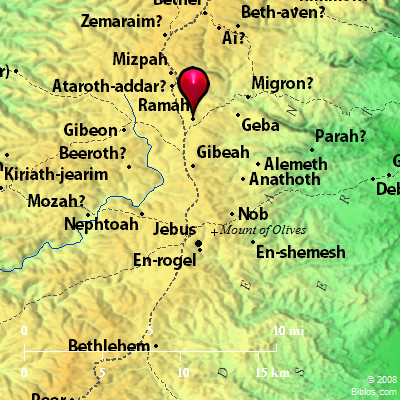 Bethel
Beth-aven?
Zemaraim?
Ai?
Mizpah
Ataroth-addar?
Migron?
Ramah
Geba
Gibeon
Parah?
Beeroth?
Gibeah
Alemeth
Kiriath-jearim
Anathoth
Mozah?
Nob
Nephtoah
Jebus
Mount of Olives
En-rogel
En-shemesh
5
10 mi
Bethlehem
5
10
15 km
© 2008
Biblos.com